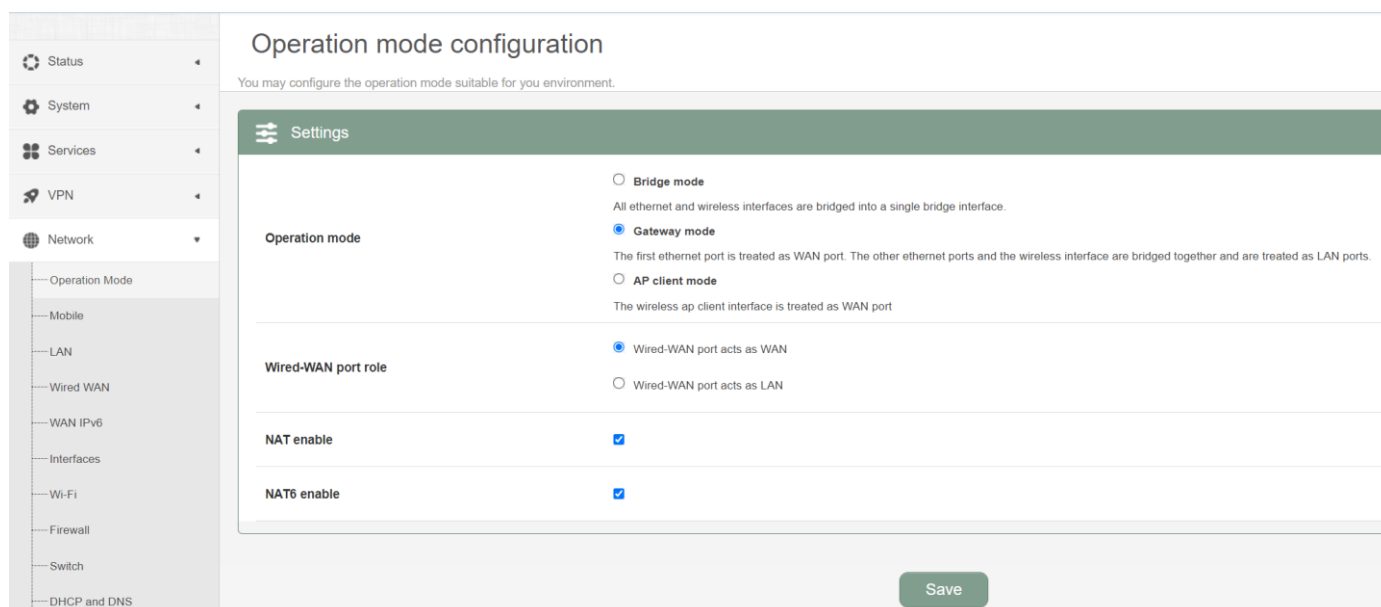 Operation mode configuration
You may configure the operation mode suitable for you environment.
Status
System
Services
VPN
Network
Operation Mode
Mobile
LAN
Wired WAN
WAN IPv6
Interfaces
Wi-Fi
Firewall
Switch
DHCP and DNS
Settings
Operation mode
Bridge mode
All ethernet and wireless interfaces are bridged into a single bridge interface.
Gateway mode
The first ethernet port is treated as WAN port. The other ethernet ports and the wireless interface are bridged together and are treated as LAN ports.
AP client mode
The wireless ap client interface is treated as WAN port
Wired-WAN port role
Wired-WAN port acts as WAN
Wired-WAN port acts as LAN
NAT enable
NAT6 enable
Save